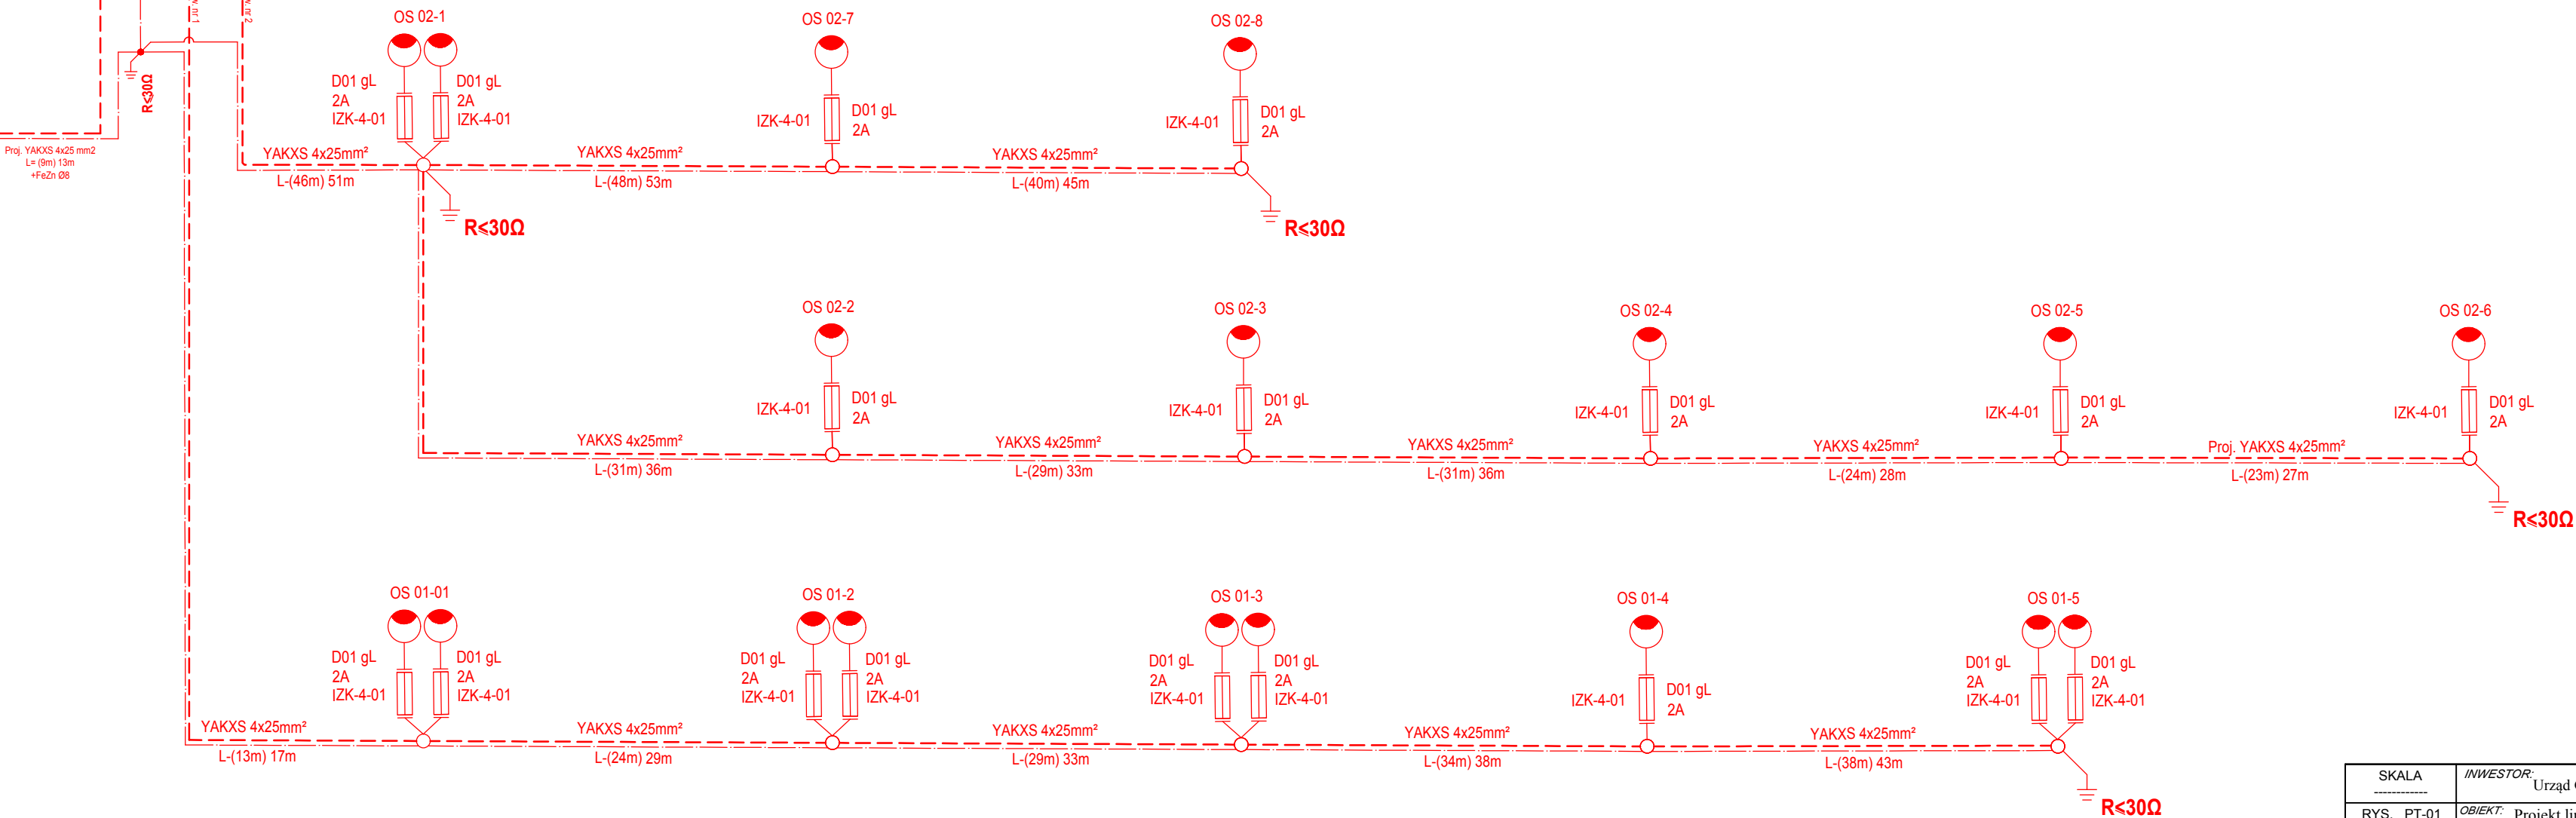 w. nr 1
w. nr 2
OS 02-1
OS 02-7
OS 02-8
D01 gL
2A
IZK-4-01
D01 gL
2A
IZK-4-01
IZK-4-01
D01 gL
2A
IZK-4-01
D01 gL
2A
R≤30Ω
Proj. YAKXS 4x25 mm2
L= (9m) 13m
+FeZn Ø8
YAKXS 4x25mm²
L-(46m) 51m
YAKXS 4x25mm²
L-(48m) 53m
YAKXS 4x25mm²
L-(40m) 45m
R≤30Ω
R≤30Ω
OS 02-2
OS 02-3
OS 02-4
OS 02-5
OS 02-6
IZK-4-01
D01 gL
2A
IZK-4-01
D01 gL
2A
IZK-4-01
D01 gL
2A
IZK-4-01
D01 gL
2A
IZK-4-01
D01 gL
2A
YAKXS 4x25mm²
L-(31m) 36m
YAKXS 4x25mm²
L-(29m) 33m
YAKXS 4x25mm²
L-(31m) 36m
YAKXS 4x25mm²
L-(24m) 28m
Proj. YAKXS 4x25mm²
L-(23m) 27m
R≤30Ω
OS 01-01
OS 01-2
OS 01-3
OS 01-4
OS 01-5
D01 gL
2A
IZK-4-01
D01 gL
2A
IZK-4-01
D01 gL
2A
IZK-4-01
D01 gL
2A
IZK-4-01
D01 gL
2A
IZK-4-01
D01 gL
2A
IZK-4-01
IZK-4-01
D01 gL
2A
D01 gL
2A
IZK-4-01
D01 gL
2A
IZK-4-01
YAKXS 4x25mm²
L-(13m) 17m
YAKXS 4x25mm²
L-(24m) 29m
YAKXS 4x25mm²
L-(29m) 33m
YAKXS 4x25mm²
L-(34m) 38m
YAKXS 4x25mm²
L-(38m) 43m
R≤30Ω
SKALA
------------
INWESTOR:
Urząd
RYS. PT-01
OBIEKT: Projekt